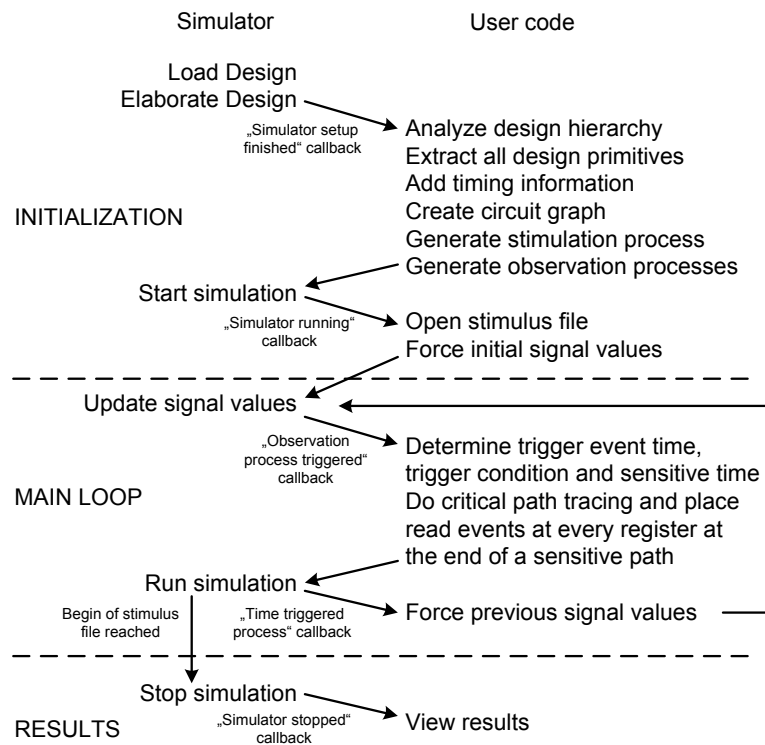 Simulator User code
Load Design
Elaborate Design
„Simulator setup
finished“ callback
Analyze design hierarchy
Extract all design primitives
Add timing information
INITIALIZATION
Create circuit graph
Generate stimulation process
Generate observation processes
Start simulation
„Simulator running“
callback
Open stimulus file
Force initial signal values
Update signal values
„Observation
process triggered“
callback
Determine trigger event time,
trigger condition and sensitive time
MAIN LOOP
Do critical path tracing and place
read events at every register at
the end of a sensitive path
Run simulation
Begin of stimulus
file reached
„Time triggered
process“ callback
Force previous signal values
Stop simulation
RESULTS
„Simulator stopped“
callback
View results